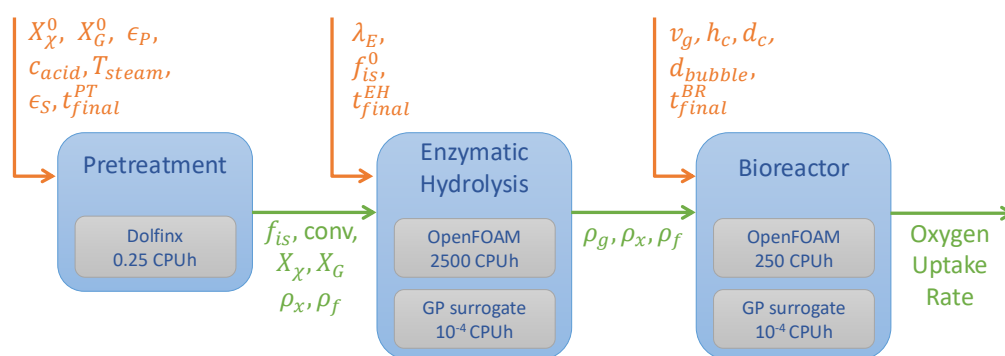 X_χ^0, X_G^0, ϵ_P,
c_acid, T_steam,
ϵ_S, t_final^PT
λ_E,
f_is^0,
t_final^EH
v_g, h_c, d_c,
d_bubble,
t_final^BR
Pretreatment
Dolfinx
0.25 CPUh
f_is, conv,
X_χ, X_G
ρ_x, ρ_f
Enzymatic
Hydrolysis
OpenFOAM
2500 CPUh
GP surrogate
10^-4 CPUh
ρ_g, ρ_x, ρ_f
Bioreactor
OpenFOAM
250 CPUh
GP surrogate
10^-4 CPUh
Oxygen
Uptake
Rate